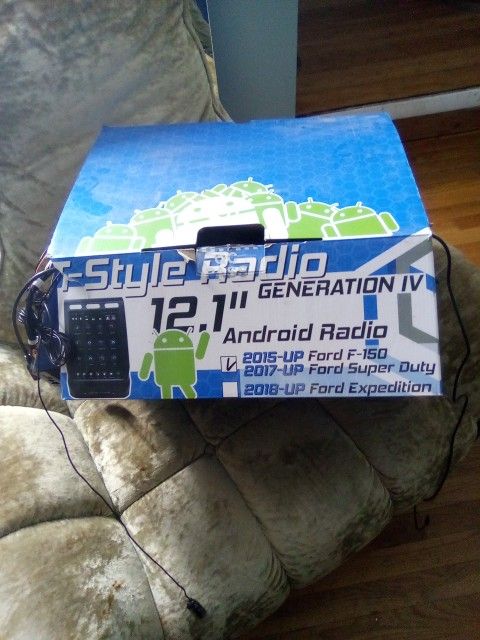 T-Style Radio
12.1" GENERATION IV
Android Radio
2015-UP Ford F-150
2017-UP Ford Super Duty
2018-UP Ford Expedition